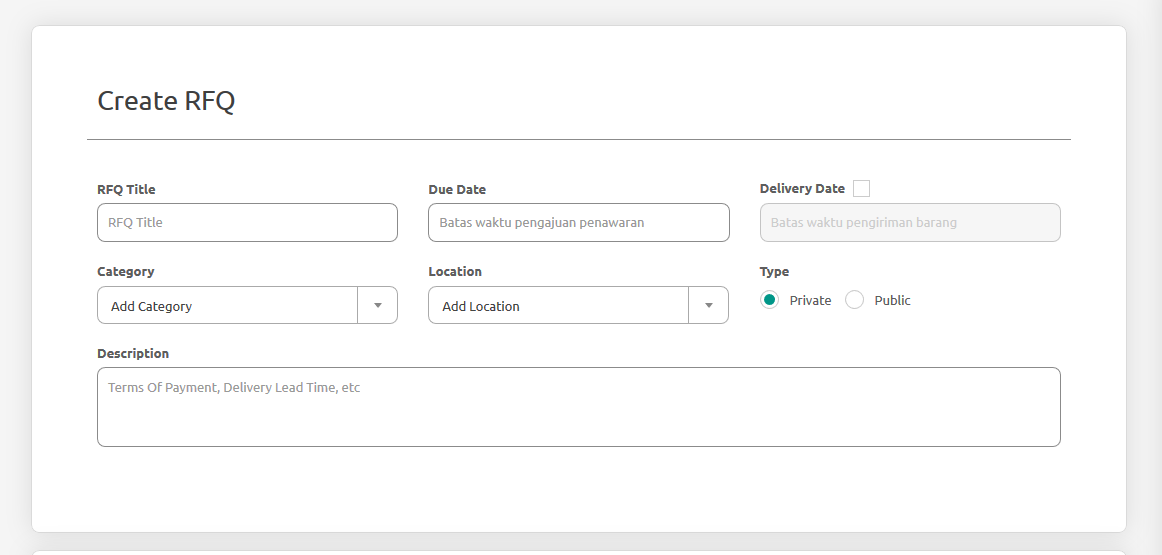 Create RFQ
RFQ Title
Due Date
Delivery Date
RFQ Title
Batas waktu pengajuan penawaran
Batas waktu pengiriman barang
Category
Location
Type
Add Category
Add Location
Private
Public
Description
Terms Of Payment, Delivery Lead Time, etc